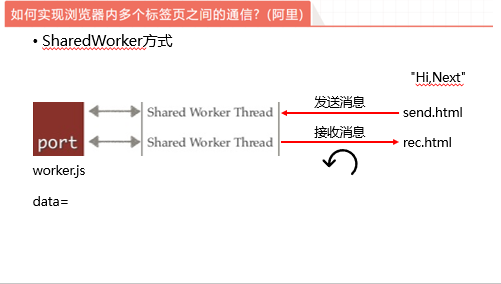 如何实现浏览器内多个标签页之间的通信？(阿里)
• SharedWorker方式
"Hi,Next"
Shared Worker Thread
发送消息
send.html
port
Shared Worker Thread
接收消息
rec.html
worker.js
data=